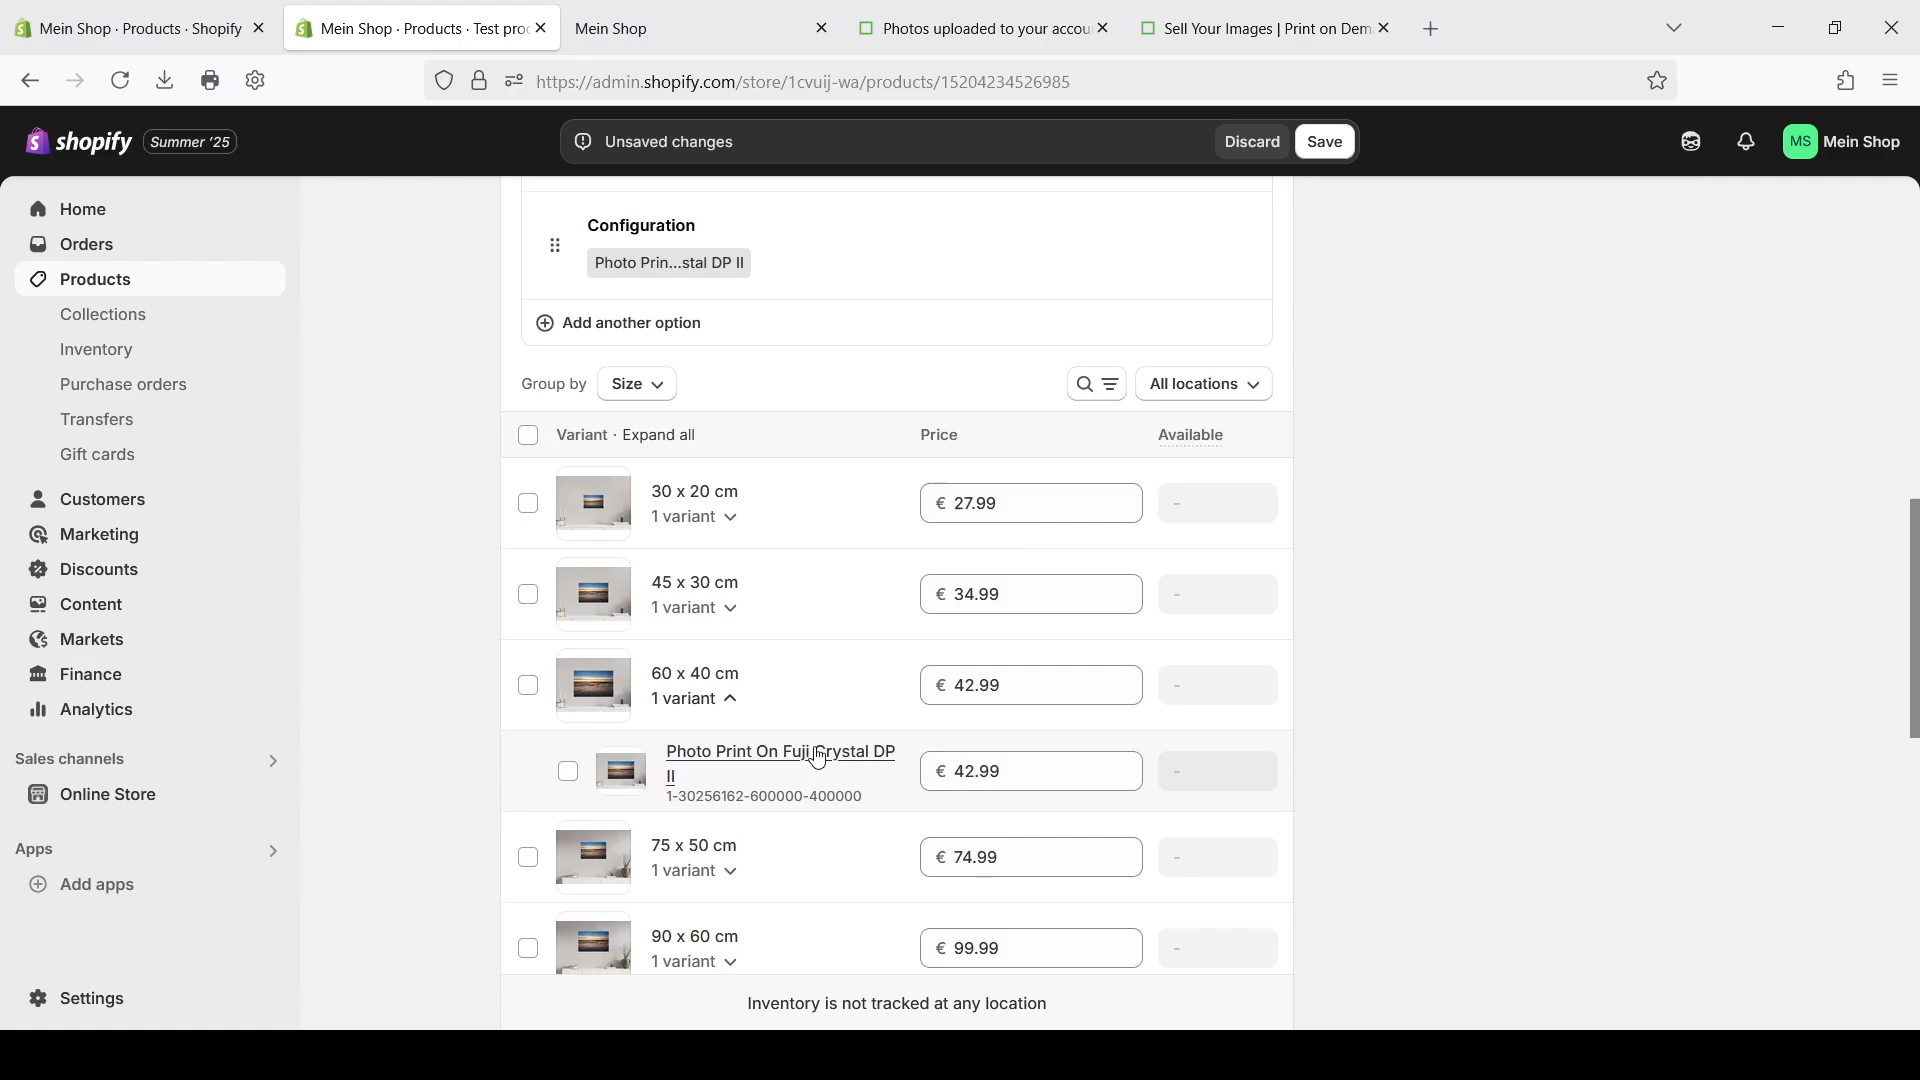 Mein Shop · Products · Shopify
Mein Shop · Products · Test proc
Mein Shop
Photos uploaded to your accou
Sell Your Images | Print on Dem
https://admin.shopify.com/store/1cvuij-wa/products/15204234526985
shopify
Summer '25
Unsaved changes
Discard
Save
MS
Mein Shop
Home
Orders
Products
Collections
Inventory
Purchase orders
Transfers
Gift cards
Customers
Marketing
Discounts
Content
Markets
Finance
Analytics
Sales channels
Online Store
Apps
Add apps
Settings
Configuration
Photo Prin...stal DP II
Add another option
Group by
Size
All locations
Variant · Expand all
Price
Available
30 x 20 cm
1 variant
€ 27.99
-
45 x 30 cm
1 variant
€ 34.99
-
60 x 40 cm
1 variant
€ 42.99
-
Photo Print On Fuji Crystal DP
II
1-30256162-600000-400000
€ 42.99
-
75 x 50 cm
1 variant
€ 74.99
-
90 x 60 cm
1 variant
€ 99.99
-
Inventory is not tracked at any location